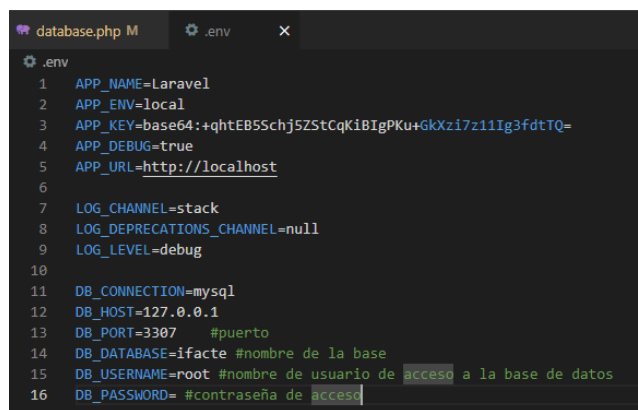 database.php M .env ×
.env
1 APP_NAME=Laravel
2 APP_ENV=local
3 APP_KEY=base64:+qhtEB5Schj5ZStCqKiBIgPKu+GkXzi7z11Ig3fdtTQ=
4 APP_DEBUG=true
5 APP_URL=http://localhost
6
7 LOG_CHANNEL=stack
8 LOG_DEPRECATIONS_CHANNEL=null
9 LOG_LEVEL=debug
10
11 DB_CONNECTION=mysql
12 DB_HOST=127.0.0.1
13 DB_PORT=3307 #puerto
14 DB_DATABASE=ifacte #nombre de la base
15 DB_USERNAME=root #nombre de usuario de acceso a la base de datos
16 DB_PASSWORD= #contraseña de acceso